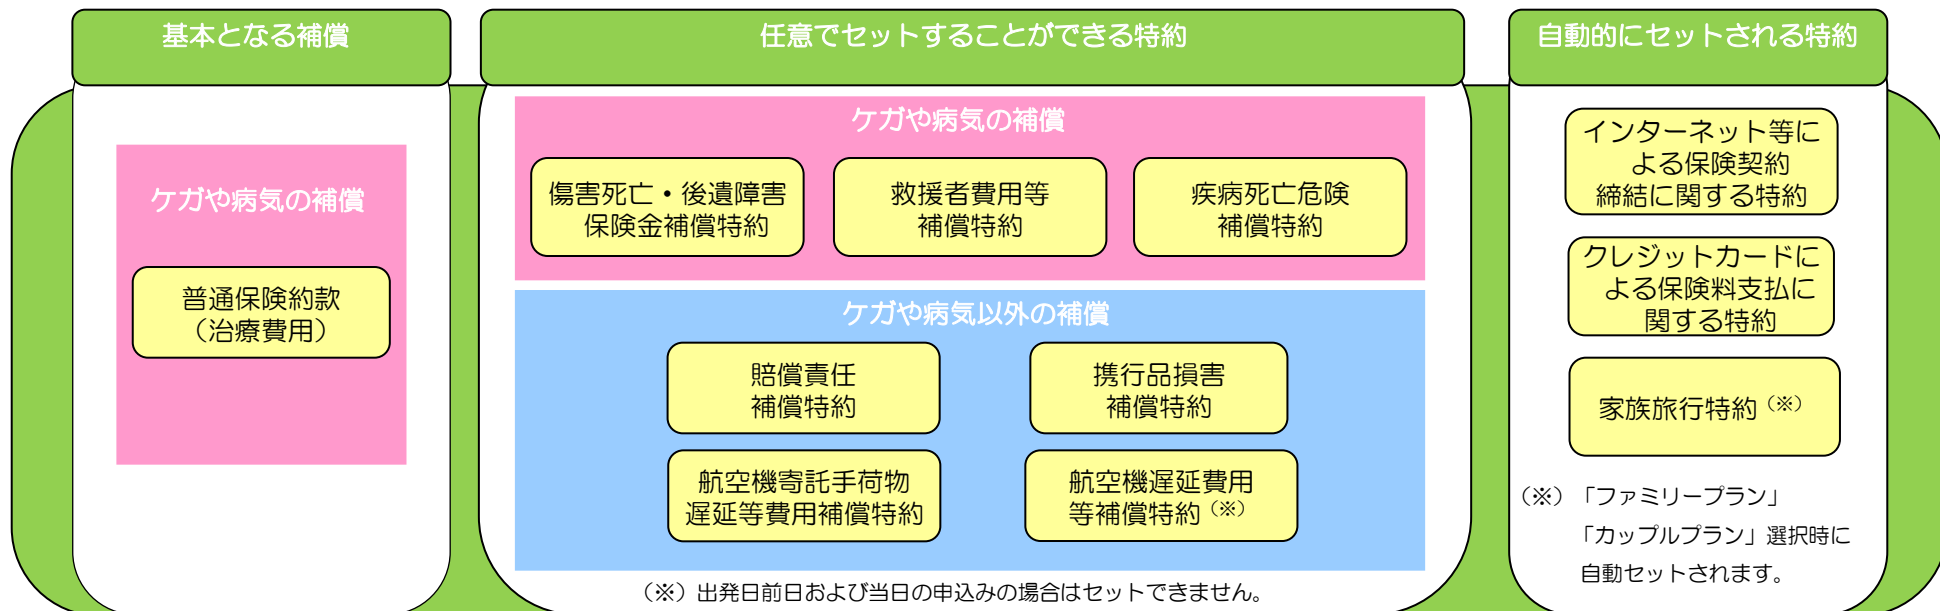 基本となる補償
ケガや病気の補償
普通保険約款
（治療費用）
任意でセットすることができる特約
ケガや病気の補償
傷害死亡・後遺障害
保険金補償特約
救援者費用等
補償特約
疾病死亡危険
補償特約
ケガや病気以外の補償
賠償責任
補償特約
携行品損害
補償特約
航空機寄託手荷物
遅延等費用補償特約
航空機遅延費用
等補償特約（※）
（※）出発日前日および当日の申込みの場合はセットできません。
自動的にセットされる特約
インターネット等に
よる保険契約
締結に関する特約
クレジットカードに
よる保険料支払に
関する特約
家族旅行特約（※）
（※）「ファミリープラン」
「カップルプラン」選択時に
自動セットされます。